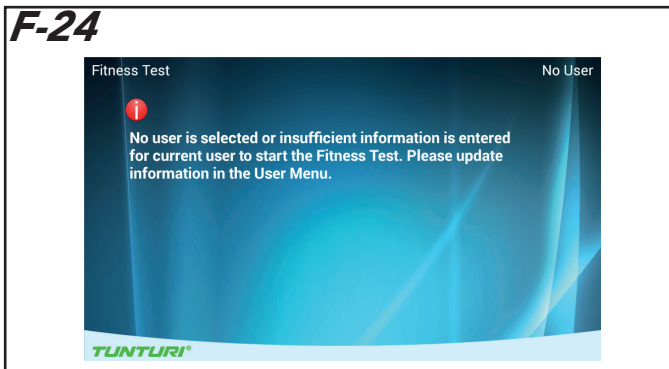 F-24
Fitness Test No User
No user is selected or insufficient information is entered
for current user to start the Fitness Test. Please update
information in the User Menu.
TUNTURI®